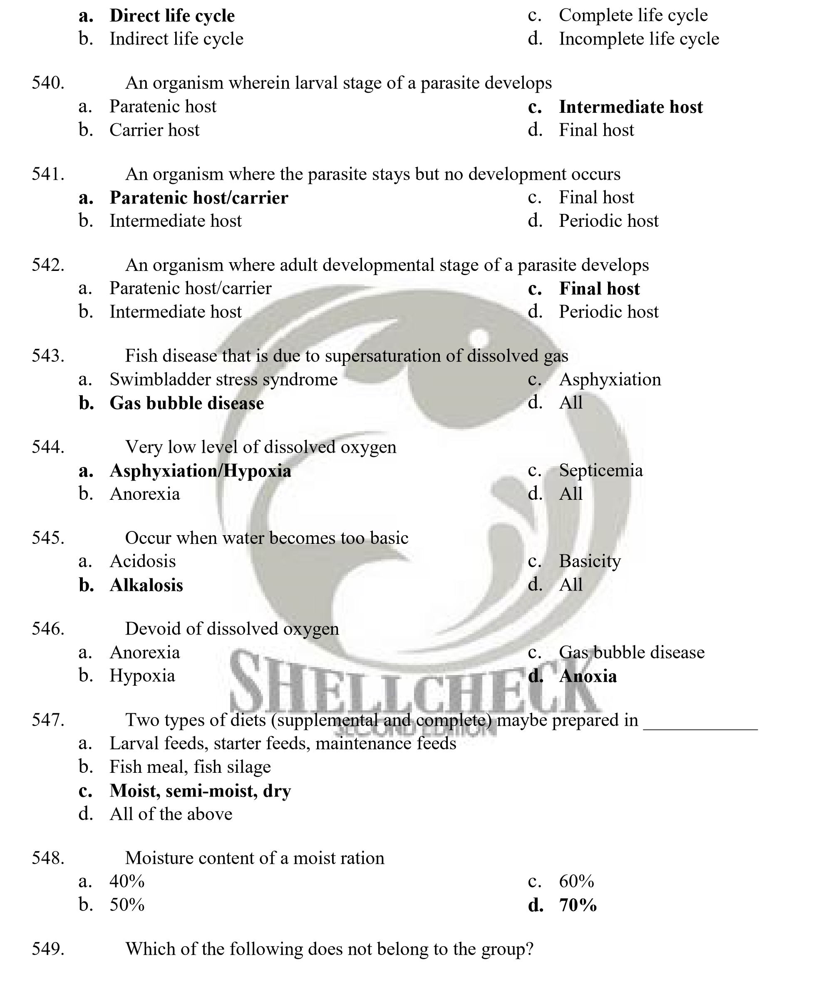 a. Direct life cycle
b. Indirect life cycle
c. Complete life cycle
d. Incomplete life cycle
540. An organism wherein larval stage of a parasite develops
a. Paratenic host
b. Carrier host
c. Intermediate host
d. Final host
541. An organism where the parasite stays but no development occurs
a. Paratenic host/carrier
b. Intermediate host
c. Final host
d. Periodic host
542. An organism where adult developmental stage of a parasite develops
a. Paratenic host/carrier
b. Intermediate host
c. Final host
d. Periodic host
543. Fish disease that is due to supersaturation of dissolved gas
a. Swimbladder stress syndrome
b. Gas bubble disease
c. Asphyxiation
d. All
544. Very low level of dissolved oxygen
a. Asphyxiation/Hypoxia
b. Anorexia
c. Septicemia
d. All
545. Occur when water becomes too basic
a. Acidosis
b. Alkalosis
c. Basicity
d. All
546. Devoid of dissolved oxygen
a. Anorexia
b. Hypoxia
c. Gas bubble disease
d. Anoxia
SHELLCHECK
SECOND EDITION
547. Two types of diets (supplemental and complete) maybe prepared in ____________
a. Larval feeds, starter feeds, maintenance feeds
b. Fish meal, fish silage
c. Moist, semi-moist, dry
d. All of the above
548. Moisture content of a moist ration
a. 40%
b. 50%
c. 60%
d. 70%
549. Which of the following does not belong to the group?